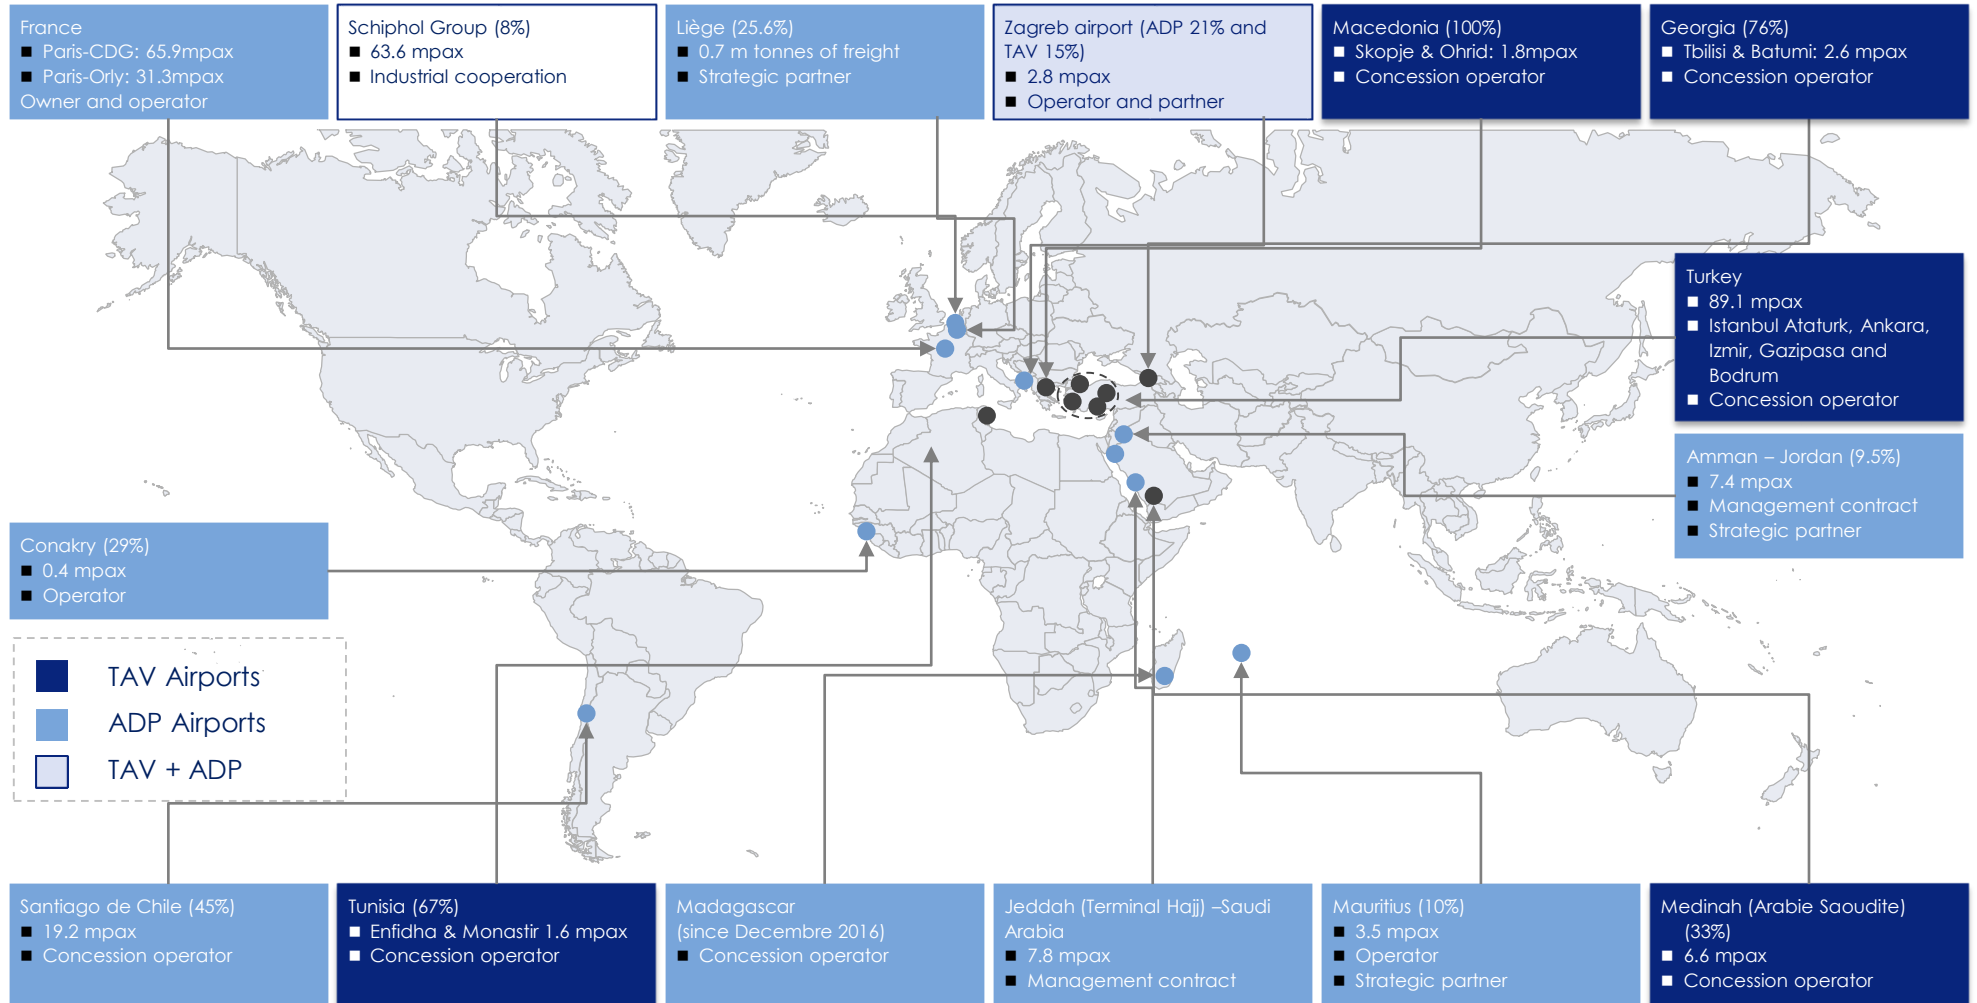 France
■ Paris-CDG: 65.9mpax
■ Paris-Orly: 31.3mpax
Owner and operator
Schiphol Group (8%)
■ 63.6 mpax
■ Industrial cooperation
Liège (25.6%)
■ 0.7 m tonnes of freight
■ Strategic partner
Zagreb airport (ADP 21% and
TAV 15%)
■ 2.8 mpax
■ Operator and partner
Macedonia (100%)
■ Skopje & Ohrid: 1.8mpax
■ Concession operator
Georgia (76%)
■ Tbilisi & Batumi: 2.6 mpax
■ Concession operator
Turkey
■ 89.1 mpax
■ Istanbul Ataturk, Ankara,
Izmir, Gazipasa and
Bodrum
■ Concession operator
Amman – Jordan (9.5%)
■ 7.4 mpax
■ Management contract
■ Strategic partner
Conakry (29%)
■ 0.4 mpax
■ Operator
TAV Airports
ADP Airports
TAV + ADP
Santiago de Chile (45%)
■ 19.2 mpax
■ Concession operator
Tunisia (67%)
■ Enfidha & Monastir 1.6 mpax
■ Concession operator
Madagascar
(since Decembre 2016)
■ Concession operator
Jeddah (Terminal Hajj) –Saudi
Arabia
■ 7.8 mpax
■ Management contract
Mauritius (10%)
■ 3.5 mpax
■ Operator
■ Strategic partner
Medinah (Arabie Saoudite)
(33%)
■ 6.6 mpax
■ Concession operator